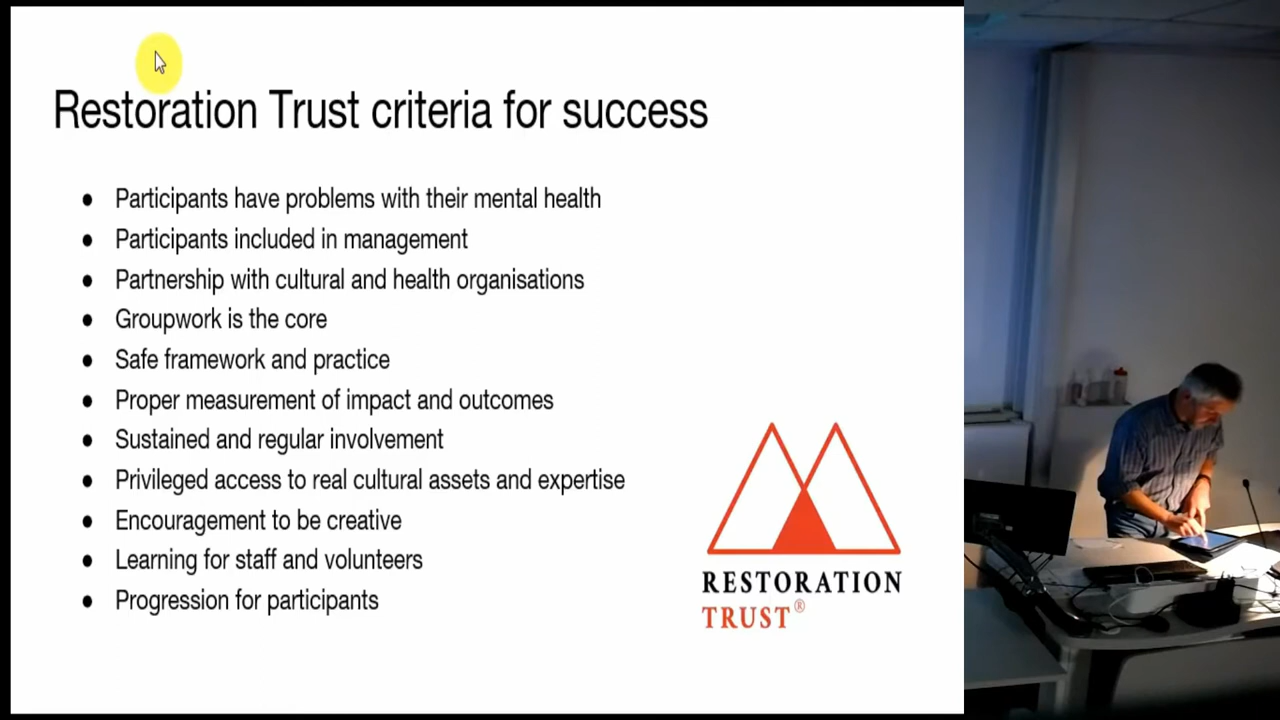 Restoration Trust criteria for success
● Participants have problems with their mental health
● Participants included in management
● Partnership with cultural and health organisations
● Groupwork is the core
● Safe framework and practice
● Proper measurement of impact and outcomes
● Sustained and regular involvement
● Privileged access to real cultural assets and expertise
● Encouragement to be creative
● Learning for staff and volunteers
● Progression for participants
RESTORATION
TRUST®